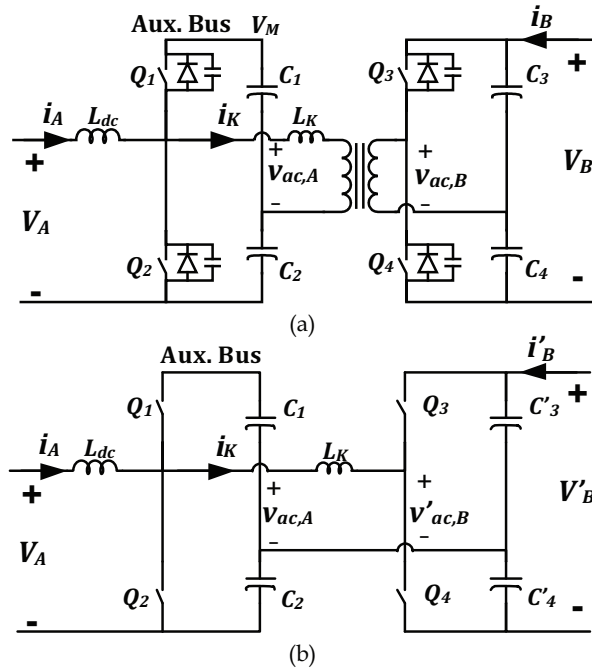 Aux. Bus V_M
i_B
Q_1
C_1
Q_3
C_3
+
i_A
L_dc
i_K
L_K
+
+
+
V_A
v_ac,A
v_ac,B
V_B
–
–
Q_2
C_2
Q_4
C_4
-
-
(a)
Aux. Bus
i'_B
Q_1
C_1
Q_3
C'_3
+
i_A
L_dc
i_K
L_K
+
+
+
V_A
v_ac,A
v'_ac,B
V'_B
–
–
Q_2
C_2
Q_4
C'_4
-
-
(b)